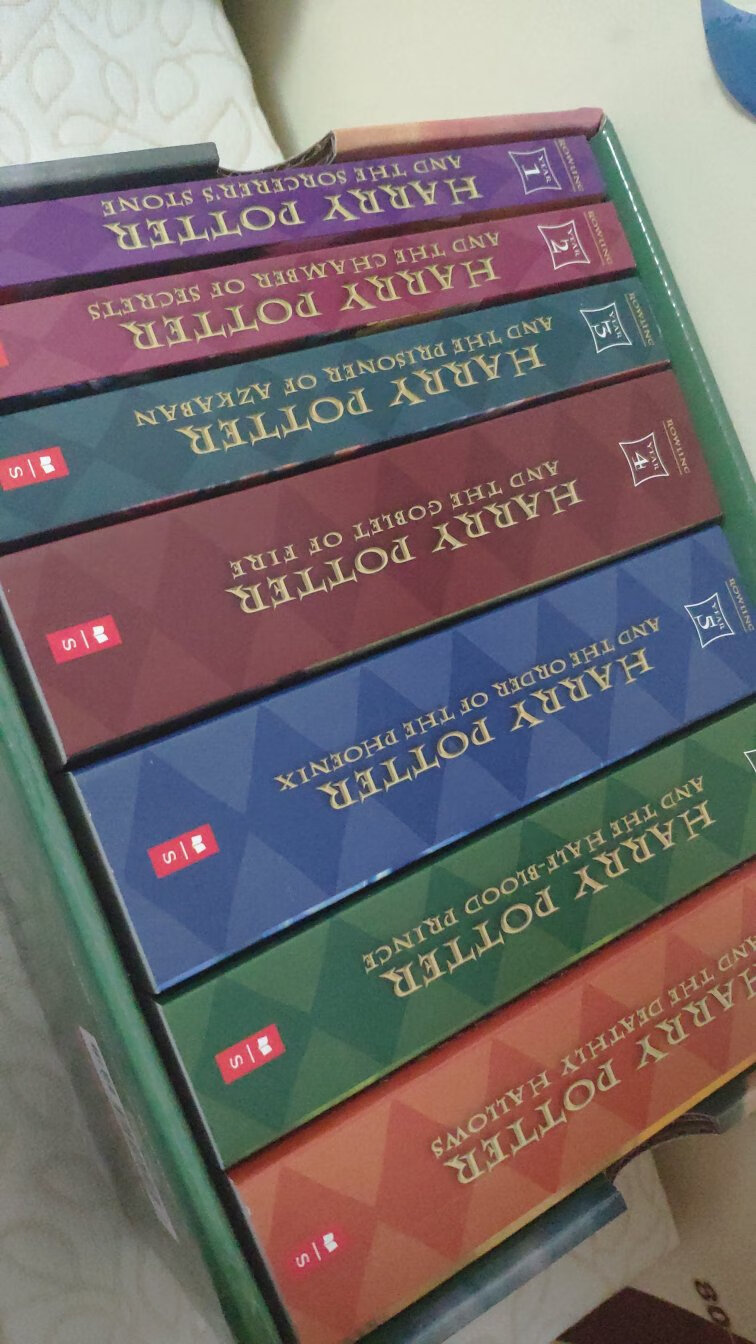 ROWLING
YEAR
1
HARRY POTTER
AND THE SORCERER'S STONE
ROWLING
YEAR
2
HARRY POTTER
AND THE CHAMBER OF SECRETS
ROWLING
YEAR
3
HARRY POTTER
AND THE PRISONER OF AZKABAN
S
ROWLING
YEAR
4
HARRY POTTER
AND THE GOBLET OF FIRE
S
ROWLING
YEAR
5
HARRY POTTER
AND THE ORDER OF THE PHOENIX
S
HARRY POTTER
AND THE HALF-BLOOD PRINCE
S
HARRY POTTER
AND THE DEATHLY HALLOWS
S